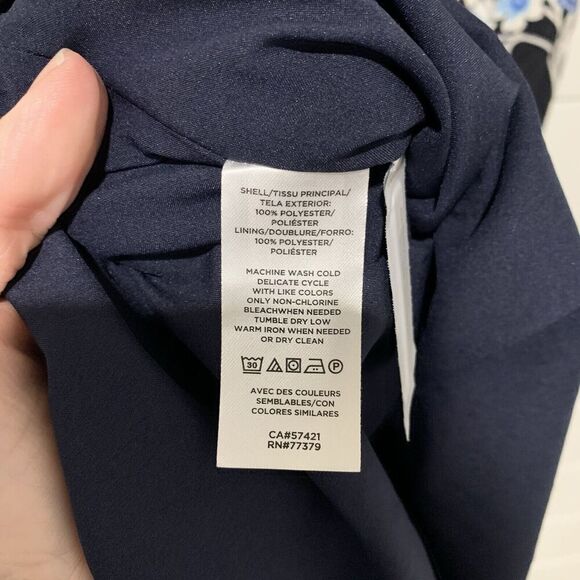 SHELL/TISSU PRINCIPAL/
TELA EXTERIOR:
100% POLYESTER/
POLIÉSTER
LINING/DOUBLURE/FORRO:
100% POLYESTER/
POLIÉSTER
MACHINE WASH COLD
DELICATE CYCLE
WITH LIKE COLORS
ONLY NON-CHLORINE
BLEACHWHEN NEEDED
TUMBLE DRY LOW
WARM IRON WHEN NEEDED
OR DRY CLEAN
30 P
AVEC DES COULEURS
SEMBLABLES/CON
COLORES SIMILARES
CA#57421
RN#77379